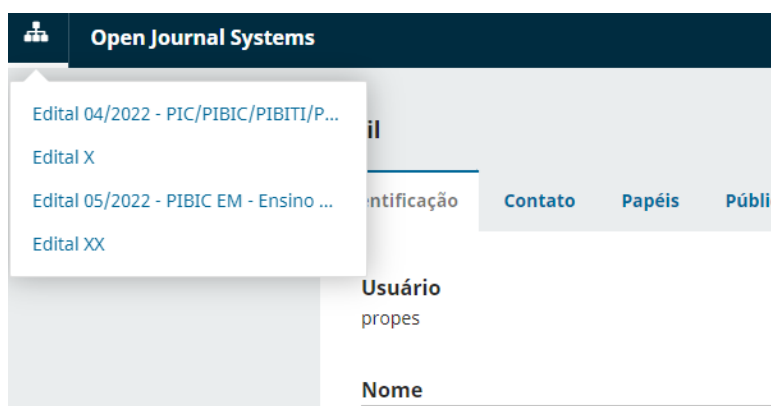 Open Journal Systems
Edital 04/2022 - PIC/PIBIC/PIBITI/P...
Edital X
Edital 05/2022 - PIBIC EM - Ensino ...
Edital XX
il
entificação Contato Papéis Públi
Usuário
propes
Nome